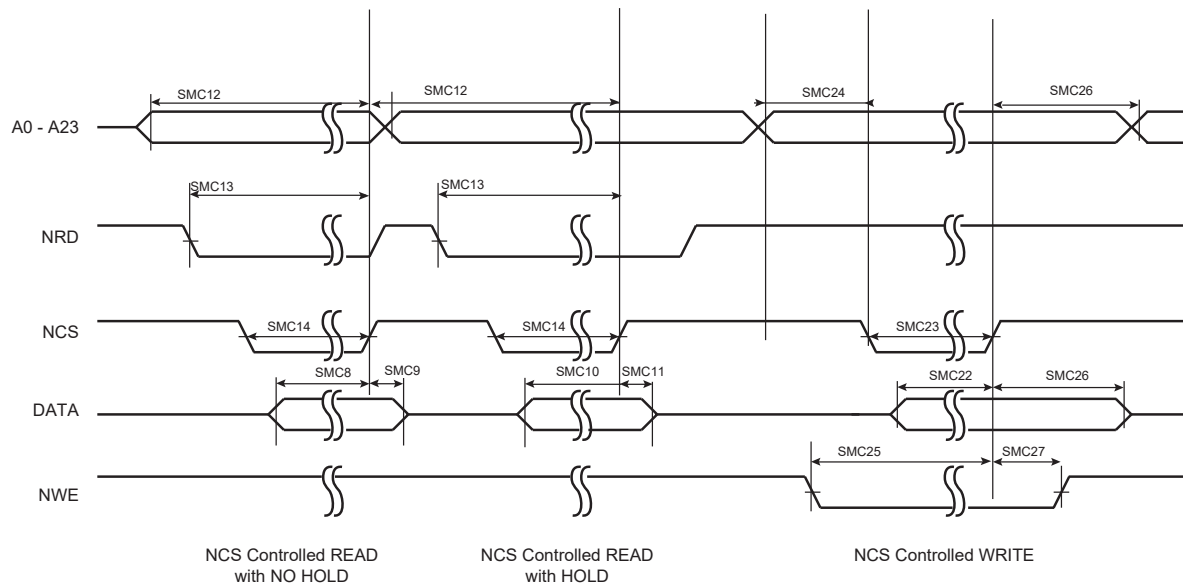 SMC12
SMC12
SMC24
SMC26
A0 - A23
SMC13
SMC13
NRD
SMC14
SMC14
SMC23
NCS
SMC8
SMC9
SMC10
SMC11
SMC22
SMC26
DATA
SMC25
SMC27
NWE
NCS Controlled READ
with NO HOLD
NCS Controlled READ
with HOLD
NCS Controlled WRITE